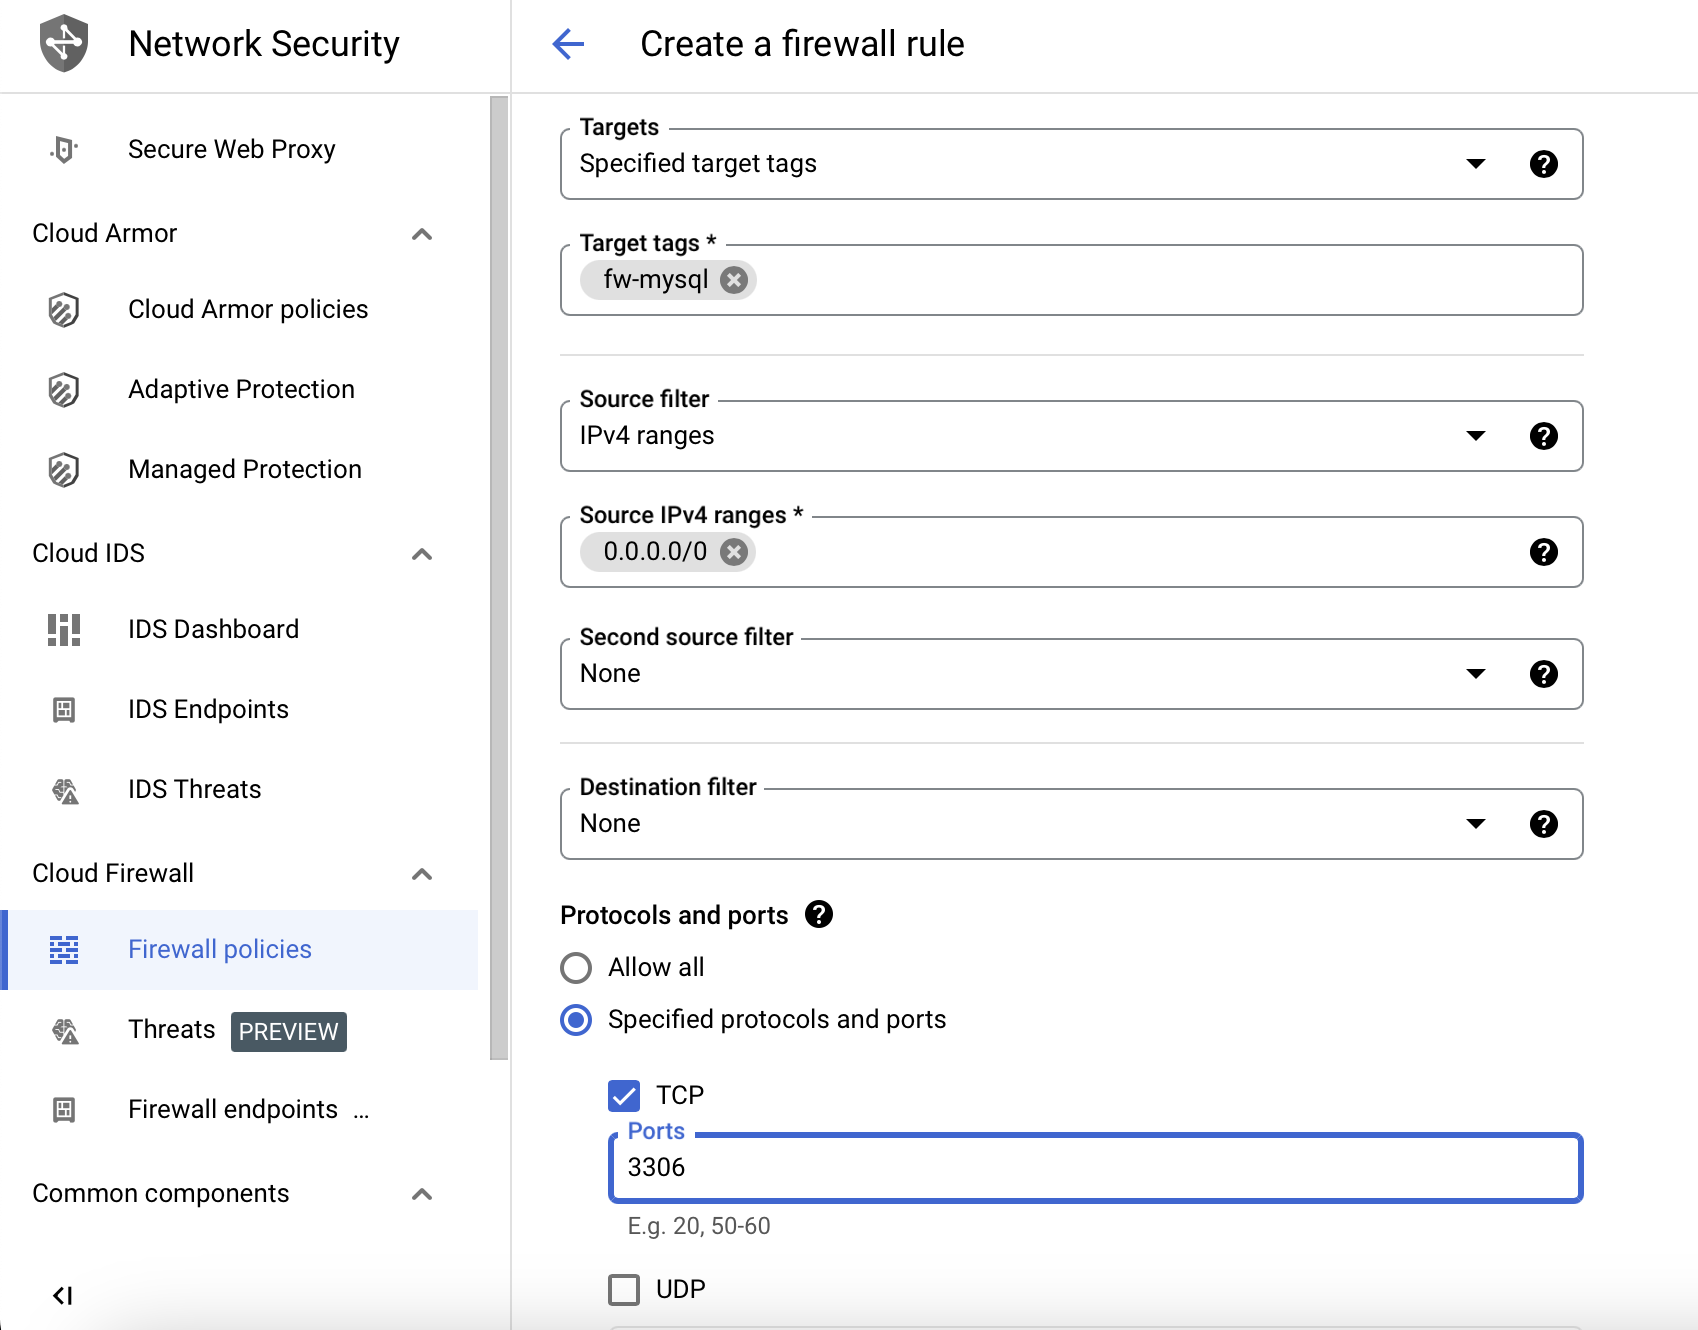 Network Security
Create a firewall rule
Secure Web Proxy
Cloud Armor
Cloud Armor policies
Adaptive Protection
Managed Protection
Cloud IDS
IDS Dashboard
IDS Endpoints
IDS Threats
Cloud Firewall
Firewall policies
Threats PREVIEW
Firewall endpoints ...
Common components
Targets
Specified target tags
Target tags *
fw-mysql
Source filter
IPv4 ranges
Source IPv4 ranges *
0.0.0.0/0
Second source filter
None
Destination filter
None
Protocols and ports
Allow all
Specified protocols and ports
TCP
Ports
3306
E.g. 20, 50-60
UDP